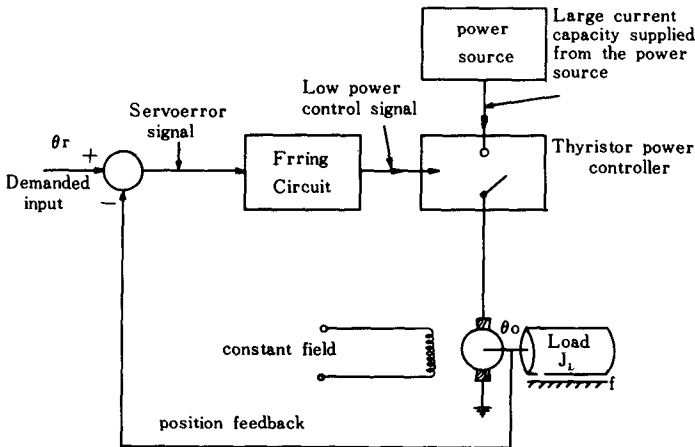 power
source
Large current
capacity supplied
from the power
source
Low power
control signal
Servoerror
signal
θr
+
Demanded
input
−
Frring
Circuit
Thyristor power
controller
constant field
θo
Load
J_L
f
position feedback